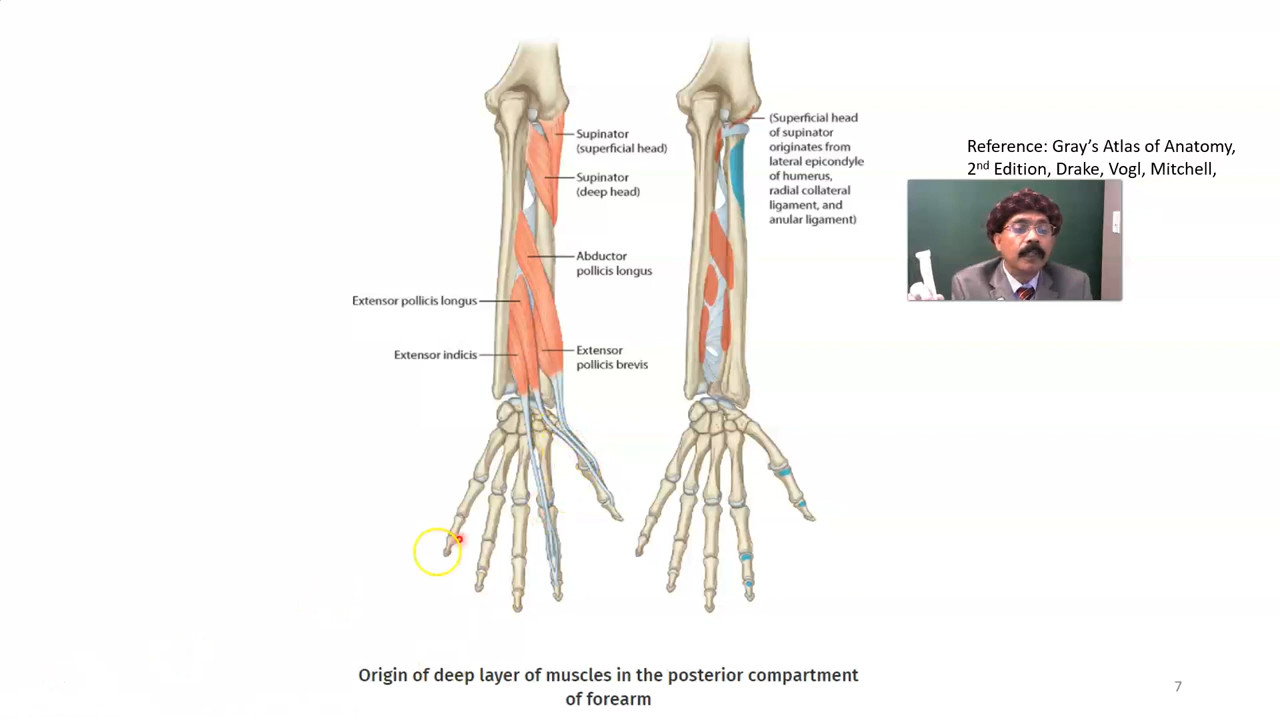 Supinator
(superficial head)
Supinator
(deep head)
Abductor
pollicis longus
Extensor pollicis longus
Extensor indicis
Extensor
pollicis brevis
(Superficial head
of supinator
originates from
lateral epicondyle
of humerus,
radial collateral
ligament, and
anular ligament)
Reference: Gray’s Atlas of Anatomy,
2nd Edition, Drake, Vogl, Mitchell,
Origin of deep layer of muscles in the posterior compartment
of forearm
7